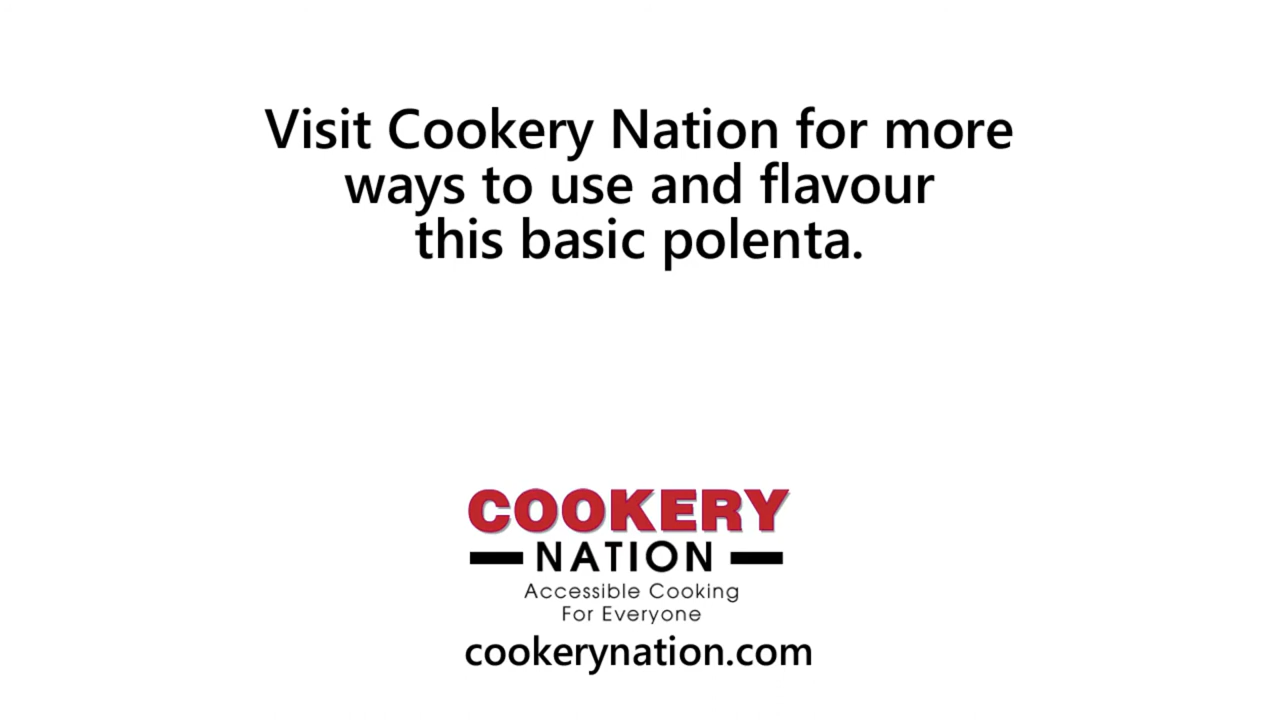 Visit Cookery Nation for more
ways to use and flavour
this basic polenta.
COOKERY
NATION
Accessible Cooking
For Everyone
cookerynation.com